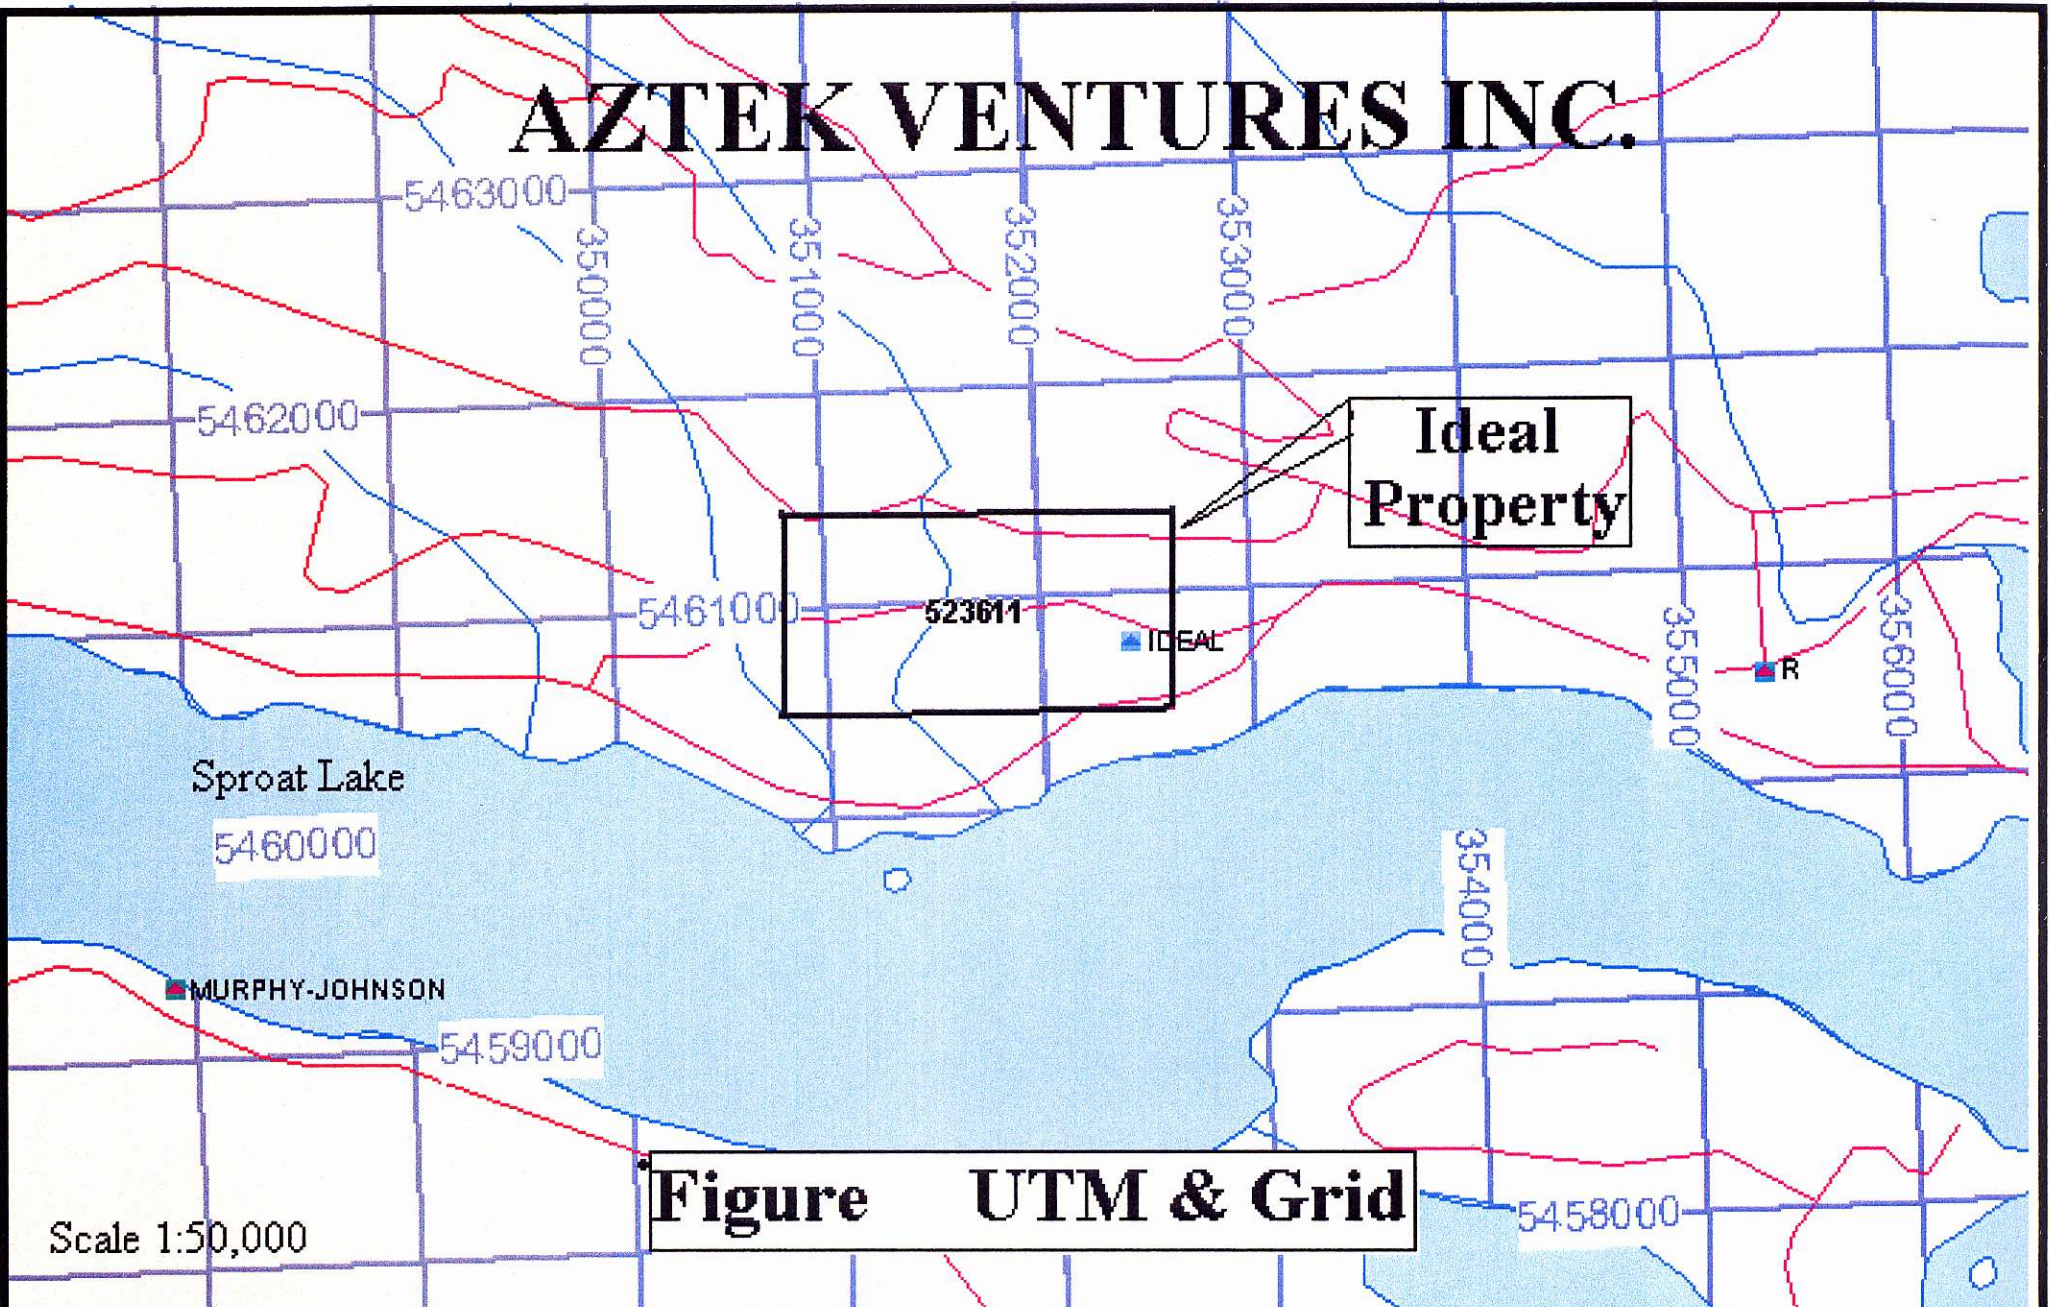 AZTEK VENTURES INC.
5463000
350000
351000
352000
353000
5462000
Ideal
Property
5461000
523611
IDEAL
355000
356000
R
Sproat Lake
5460000
354000
MURPHY-JOHNSON
5459000
Figure UTM & Grid
5458000
Scale 1:50,000